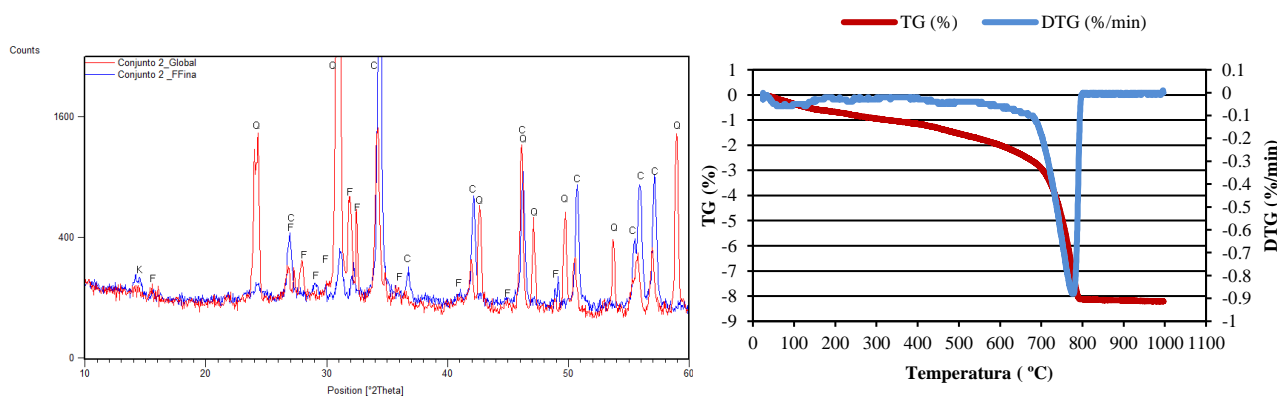 Counts
Conjunto 2_Global
Conjunto 2 _FFina
1600
400
0
10
20
30
40
50
60
Position [°2Theta]
K
F
Q
C
F
F
F
F
Q
F
F
C
F
C
F
C
Q
F
C
Q
Q
F
Q
C
Q
C
C
C
Q
TG (%)
DTG (%/min)
1
0
-1
-2
-3
-4
-5
-6
-7
-8
-9
TG (%)
0.1
0
-0.1
-0.2
-0.3
-0.4
-0.5
-0.6
-0.7
-0.8
-0.9
-1
DTG (%/min)
0 100 200 300 400 500 600 700 800 900 1000 1100
Temperatura ( ºC)